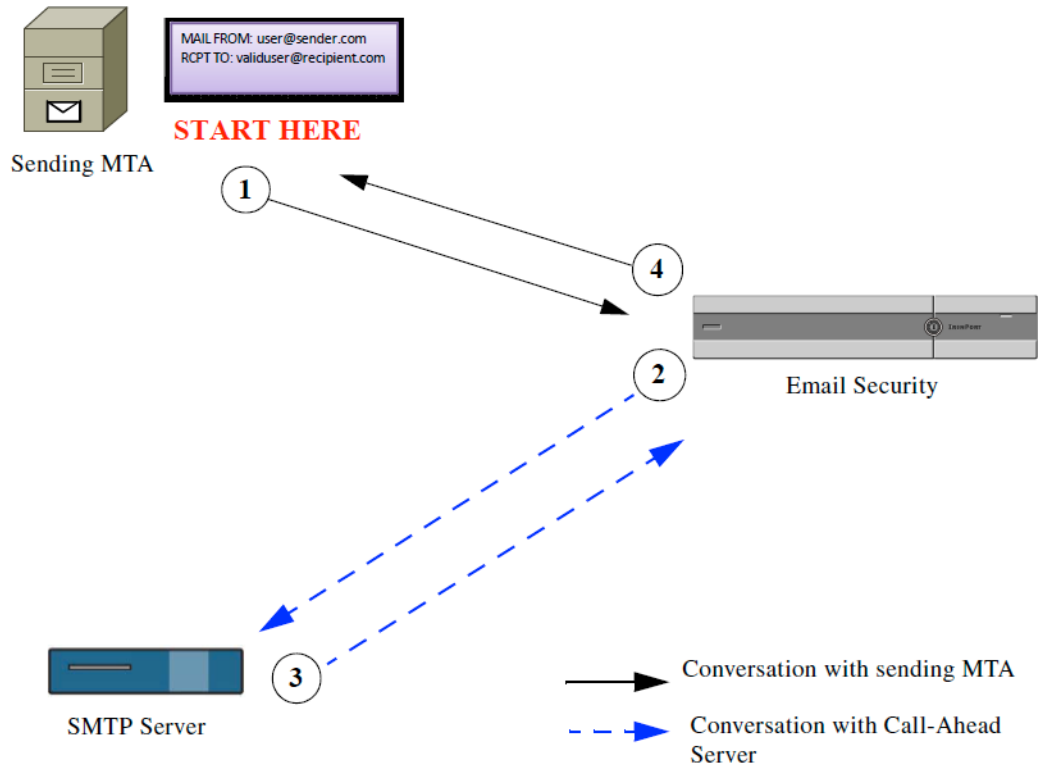 MAIL FROM: user@sender.com
RCPT TO: validuser@recipient.com
START HERE
Sending MTA
1
4
IRONPORT
2
Email Security
3
SMTP Server
Conversation with sending MTA
Conversation with Call-Ahead
Server